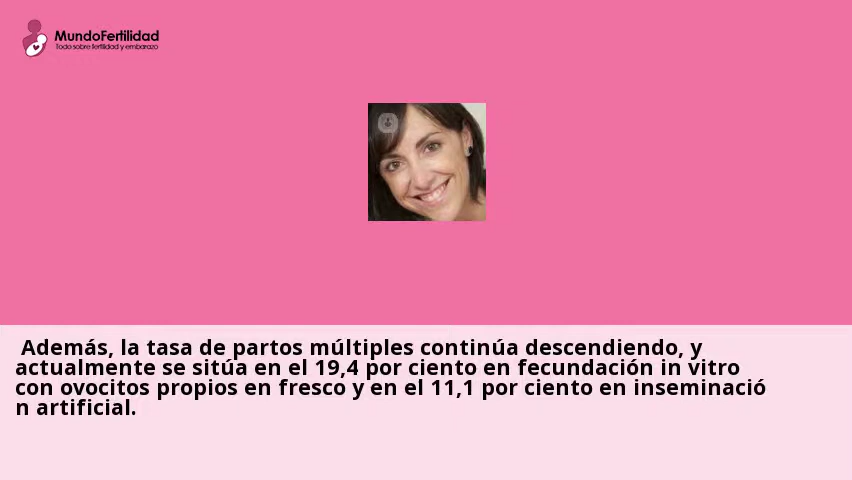 MundoFertilidad
Todo sobre fertilidad y embarazo
Además, la tasa de partos múltiples continúa descendiendo, y
actualmente se sitúa en el 19,4 por ciento en fecundación in vitro
con ovocitos propios en fresco y en el 11,1 por ciento en inseminació
n artificial.